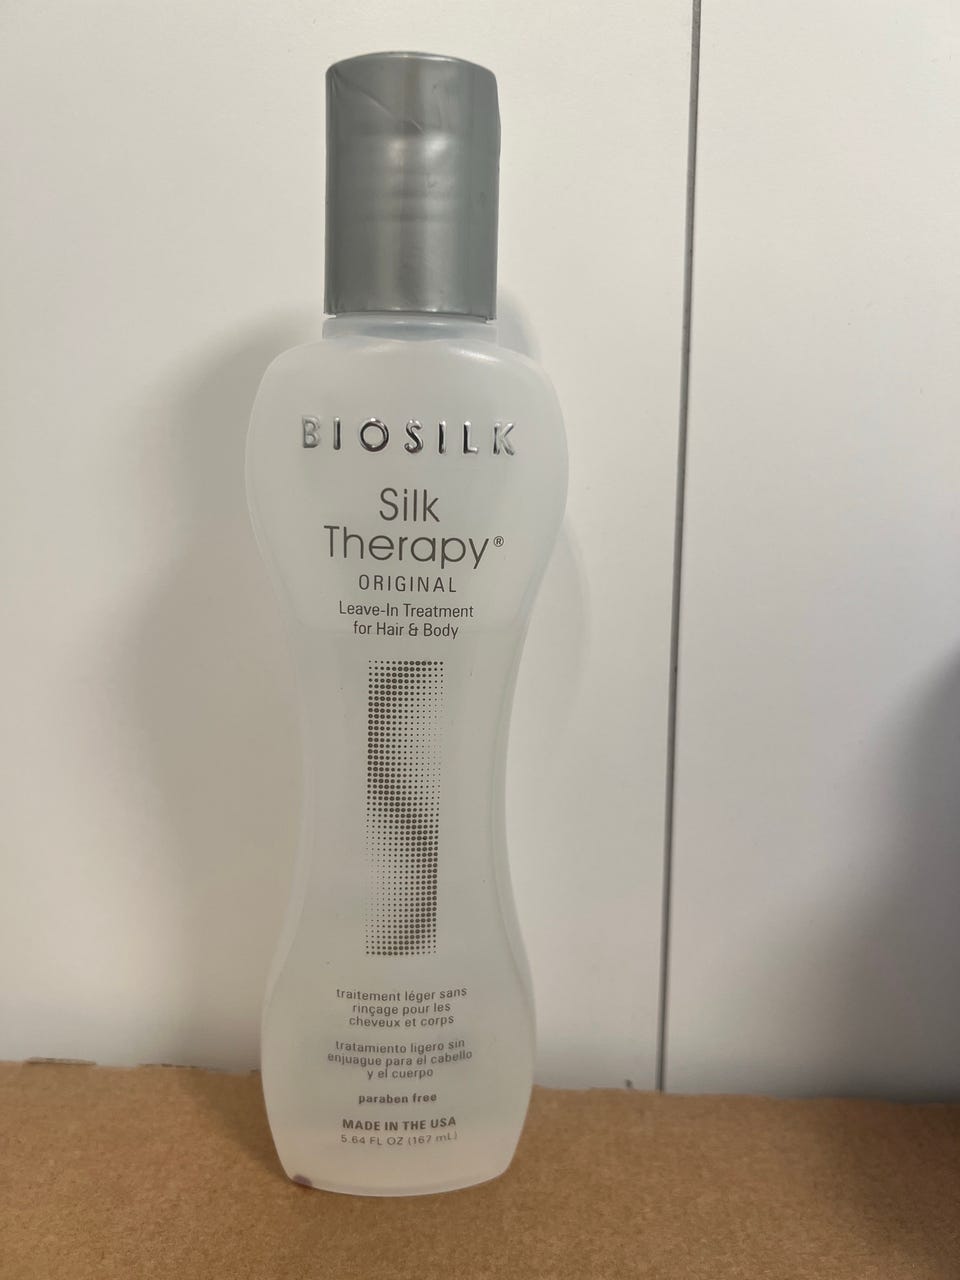 BIOSILK
Silk
Therapy®
ORIGINAL
Leave-In Treatment
for Hair & Body
traitement léger sans
rinçage pour les
cheveux et corps
tratamiento ligero sin
enjuague para el cabello
y el cuerpo
paraben free
MADE IN THE USA
5.64 FL OZ (167 mL)